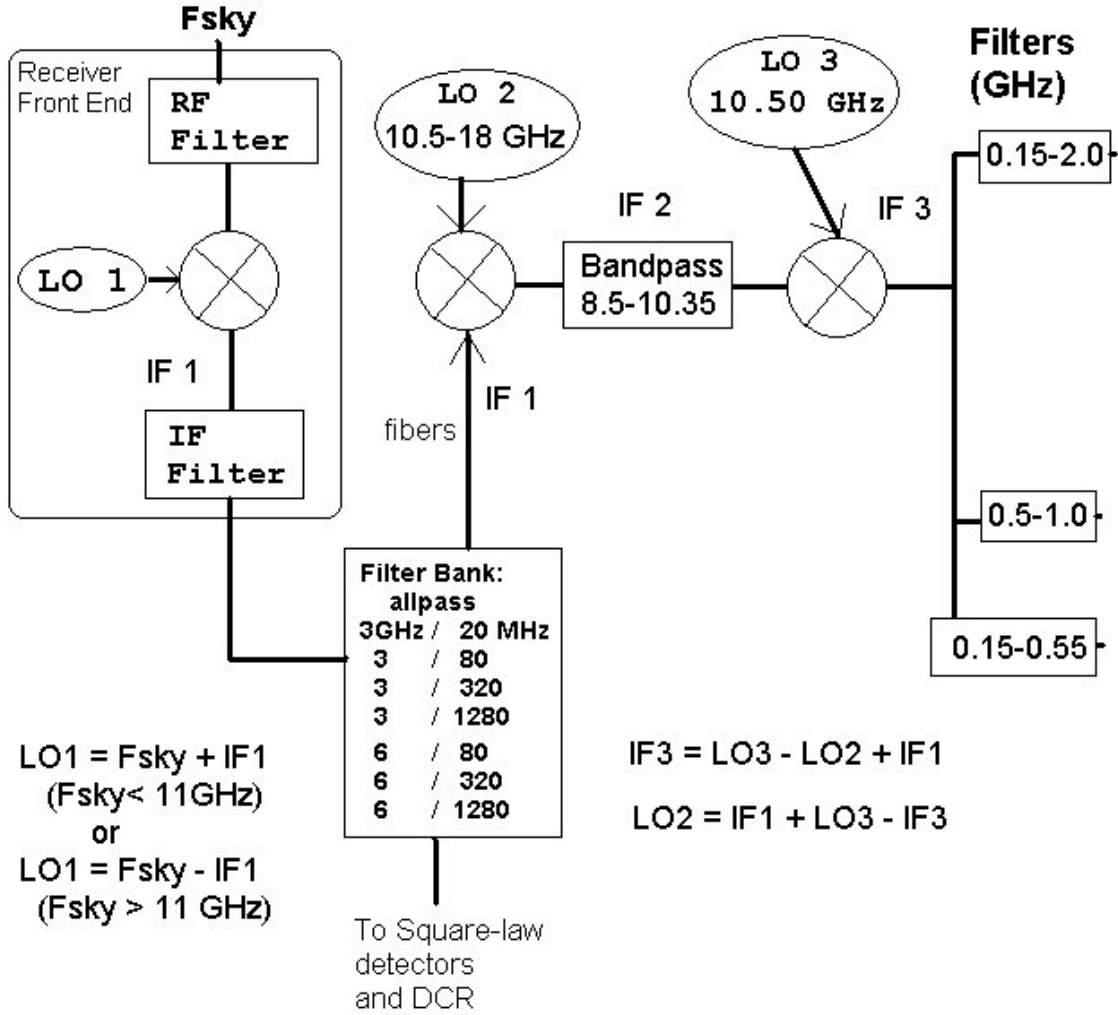 Fsky
Receiver
Front End
RF
Filter
LO 1
IF 1
IF
Filter
LO 2
10.5-18 GHz
LO 3
10.50 GHz
IF 2
Bandpass
8.5-10.35
IF 3
IF 1
fibers
Filters
(GHz)
0.15-2.0
0.5-1.0
0.15-0.55
Filter Bank:
allpass
3GHz / 20 MHz
3 / 80
3 / 320
3 / 1280
6 / 80
6 / 320
6 / 1280
To Square-law
detectors
and DCR
LO1 = Fsky + IF1
(Fsky< 11GHz)
or
LO1 = Fsky - IF1
(Fsky > 11 GHz)
IF3 = LO3 - LO2 + IF1
LO2 = IF1 + LO3 - IF3